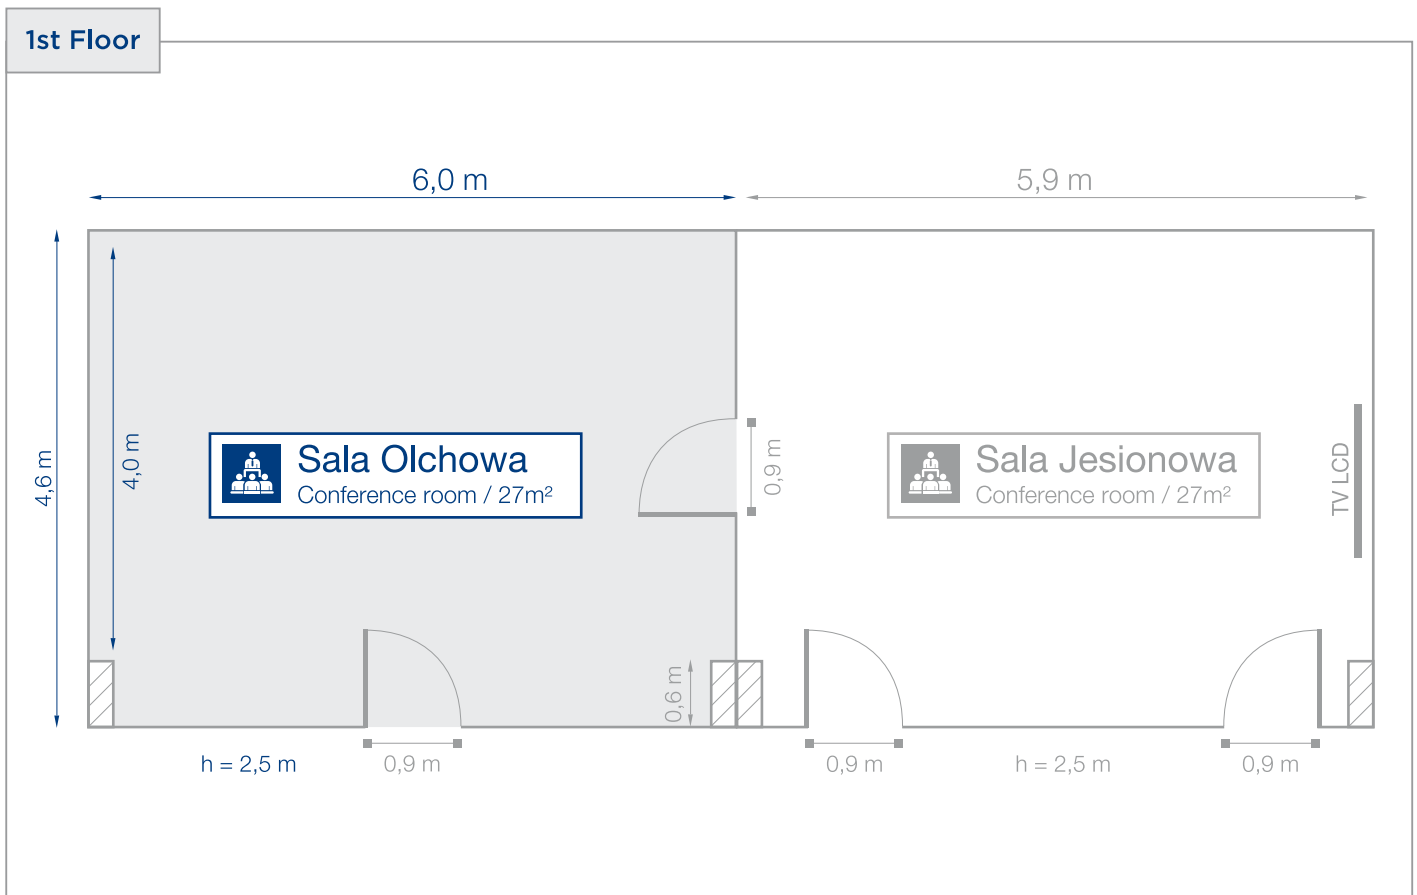 1st Floor
6,0 m
5,9 m
4,6 m
4,0 m
Sala Olchowa
Conference room / 27m²
0,9 m
Sala Jesionowa
Conference room / 27m²
TV LCD
0,6 m
h = 2,5 m
0,9 m
0,9 m
h = 2,5 m
0,9 m